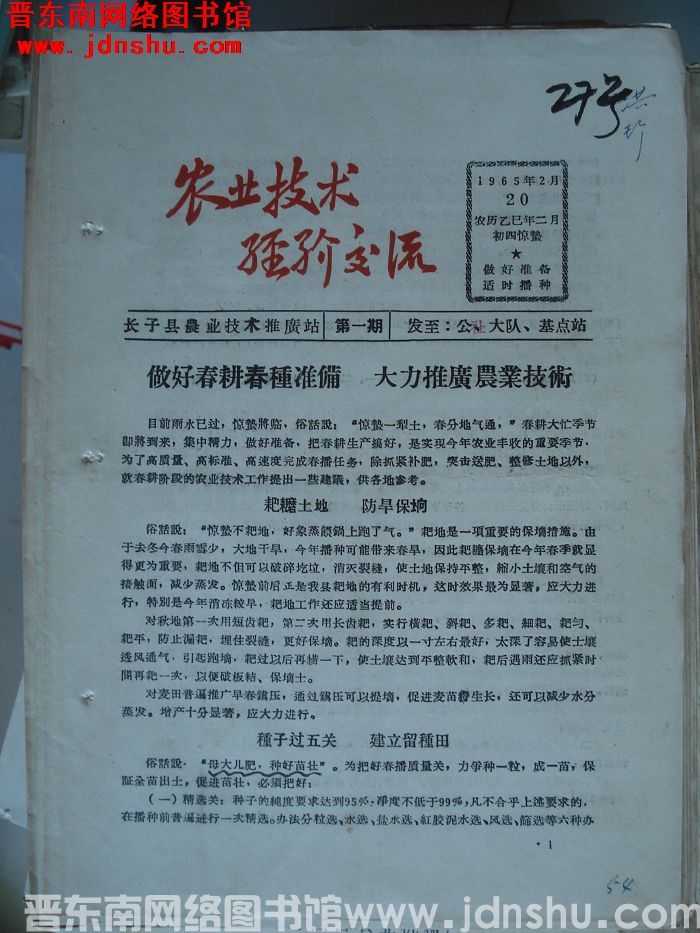 晋东南网络图书馆
www.jdnshu.com
27号
农业技术
经验交流
1965年2月
20
农历乙巳年二月
初四惊蟄
★
做好准备
适时播种
长子县農业技术推廣站 第一期 发至：公社大队、基点站
做好春耕春種准備 大力推廣農業技術
目前雨水已过，惊蟄將临，俗話說：“惊蟄一犁土，春分地气通，”春耕大忙季节
卽將到来，集中精力，做好准备，把春耕生产搞好，是实现今年农业丰收的重要季节，
为了高质量、高标准、高速度完成春播任务，除抓紧补肥，突击送肥、整修土地以外，
就春耕阶段的农业技术工作提出一些建議，供各地参考。
耙耱土地 防旱保墒
俗話說：“惊蟄不耙地，好象蒸饃鍋上跑了气。”耙地是一項重要的保墒措施。由
于去冬今春雨雪少，大地干旱，今年播种可能带来春旱，因此耙耱保墒在今年春季就显
得更为重要，耙地不但可以破碎圪垃，消灭裂縫，使土地保持平整，縮小土壤和空气的
接触面，减少蒸发。惊蟄前后正是我县耙地的有利时机，这时效果最为显著，应大力进
行，特别是今年消冻較早，耙地工作还应适当提前。
对秋地第一次用短齿耙，第二次用长齿耙，实行横耙、斜耙、多耙、細耙、耙匀、
耙平，防止漏耙，埋住裂縫，更好保墒。耙的深度以一寸左右最好，太深了容易使土壤
透风通气，引起跑墒，耙过以后再耢一下，使土壤达到平整軟和，耙后遇雨还应抓紧时
間再耙一次，以便破板結、保墒土。
对麦田普遍推广早春鎮压，通过鎮压可以提墒，促进麦苗生长，还可以减少水分
蒸发。增产十分显著，应大力进行。
種子过五关 建立留種田
俗話說：“母大儿肥，种好苗壮”。为把好春播质量关，力爭种一粒，成一苗，保
証全苗出土，促进苗壮，必須把好：
（一）精选关：种子的純度要求达到95%，淨度不低于99%，凡不合乎上述要求的，
在播种前普遍进行一次精选。办法分粒选、水选、盐水选、紅胶泥水选、风选、篩选等六种办
· 1
54
晋东南网络图书馆www.jdnshu.com